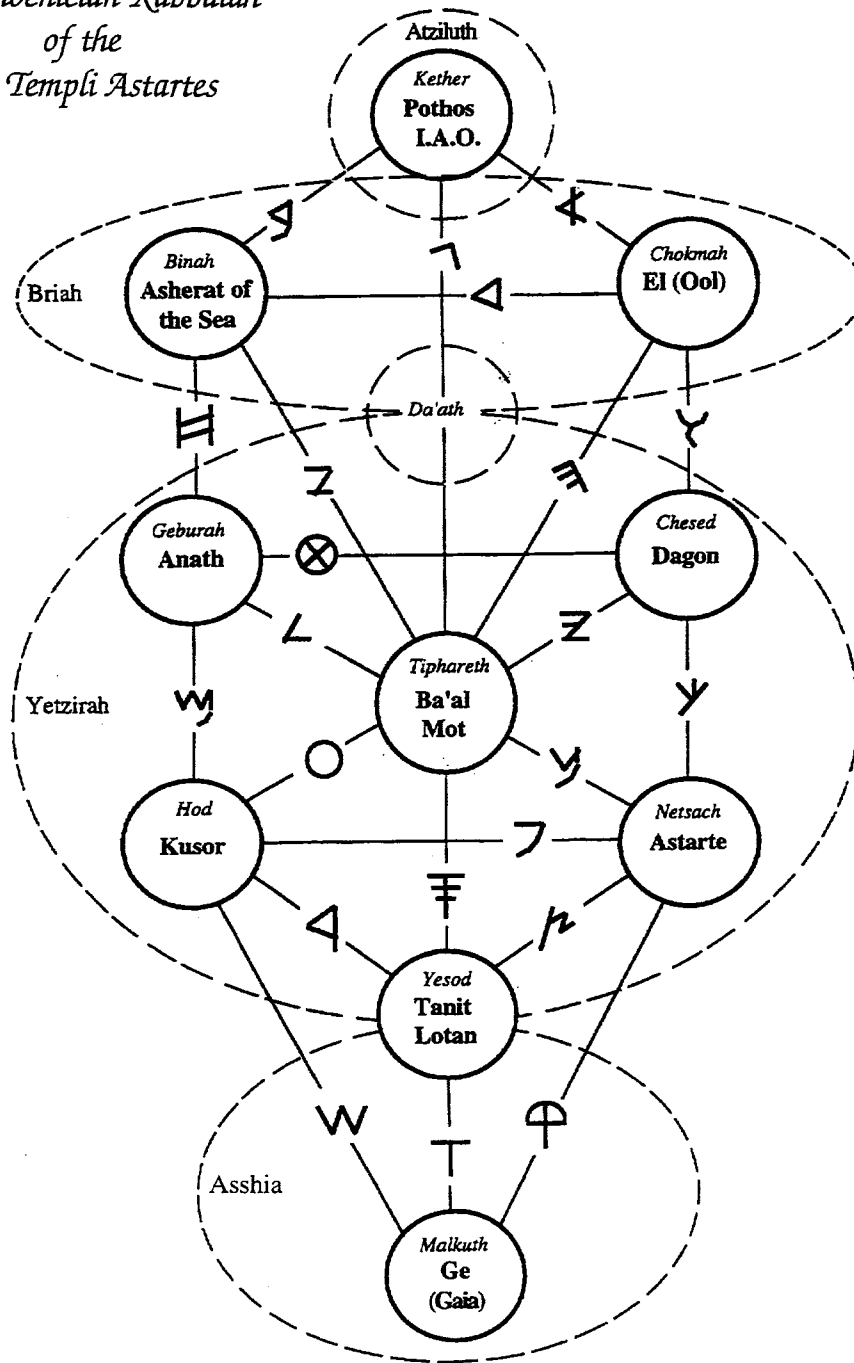 of the
Templi Astartes
Atziluth
Kether
Pothos
I.A.O.
𐤁 𐤀
𐤂
Binah
Asherat of
the Sea
Chokmah
El (Ool)
Briah
𐤃
Da'ath
𐤇 𐤅
𐤆 𐤄
Geburah
Anath
Chesed
Dagon
𐤈
𐤋 𐤉
Tiphareth
Ba'al
Mot
Yetzirah
𐤌 𐤊
𐤏 𐤍
Hod
Kusor
Netsach
Astarte
𐤐
𐤓 𐤎 𐤑
Yesod
Tanit
Lotan
𐤔 𐤕 𐤒
Asshia
Malkuth
Ge
(Gaia)